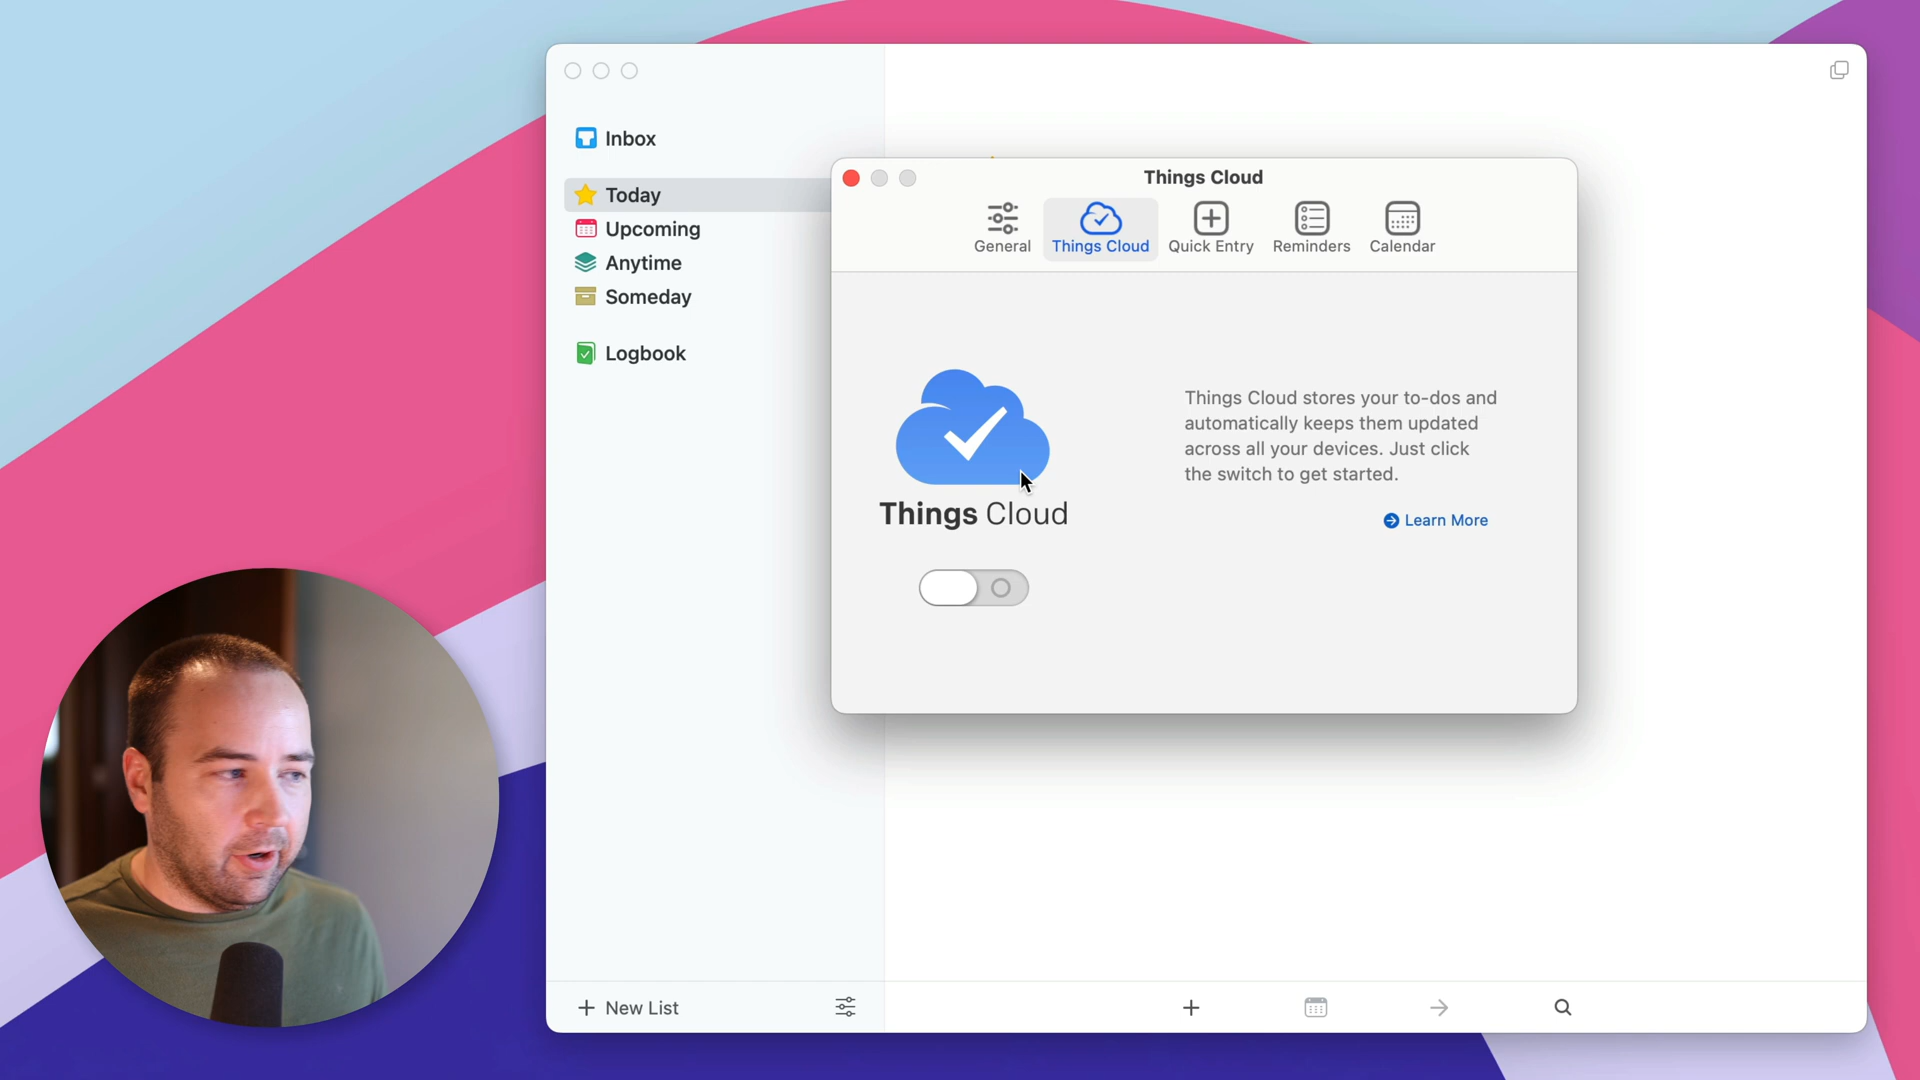 Inbox
Today
Upcoming
Anytime
Someday
Logbook
New List
Things Cloud
General
Things Cloud
Quick Entry
Reminders
Calendar
Things Cloud
Things Cloud stores your to-dos and
automatically keeps them updated
across all your devices. Just click
the switch to get started.
Learn More